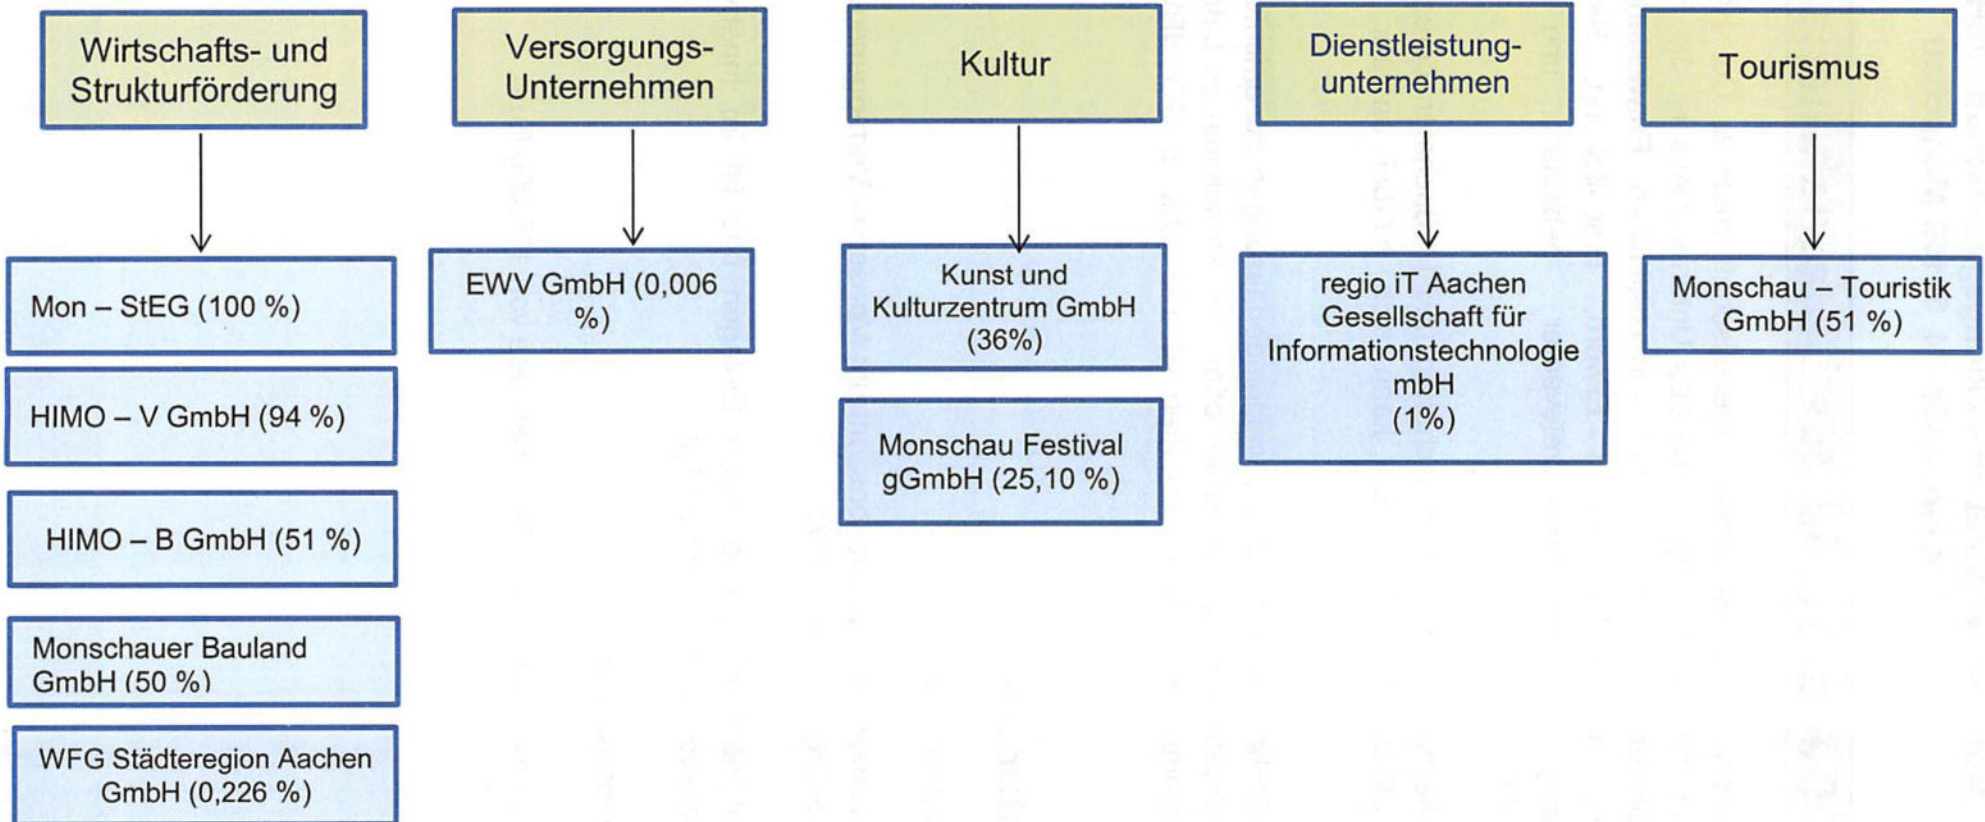 Wirtschafts- und
Strukturförderung
Mon – StEG (100 %)
HIMO – V GmbH (94 %)
HIMO – B GmbH (51 %)
Monschauer Bauland
GmbH (50 %)
WFG Städteregion Aachen
GmbH (0,226 %)
Versorgungs-
Unternehmen
EWV GmbH (0,006
%)
Kultur
Kunst und
Kulturzentrum GmbH
(36%)
Monschau Festival
gGmbH (25,10 %)
Dienstleistung-
unternehmen
regio iT Aachen
Gesellschaft für
Informationstechnologie
mbH
(1%)
Tourismus
Monschau – Touristik
GmbH (51 %)